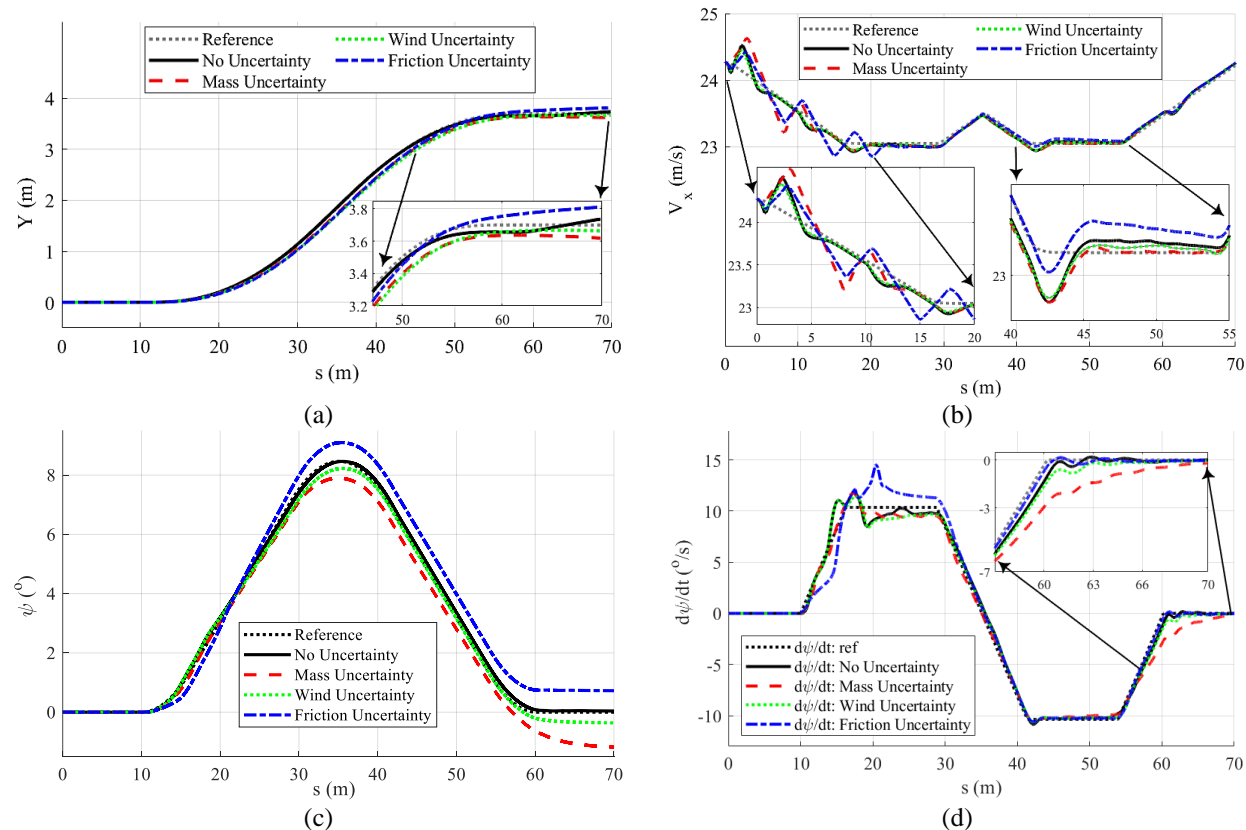 Reference
No Uncertainty
Mass Uncertainty
Wind Uncertainty
Friction Uncertainty
Y (m)
4
3
2
1
0
3.8
3.6
3.4
3.2
50
60
70
0 10 20 30 40 50 60 70
s (m)
(a)
Reference
No Uncertainty
Mass Uncertainty
Wind Uncertainty
Friction Uncertainty
V_x (m/s)
25
24
23
24
23.5
23
0 5 10 15 20
23
40 45 50 55
0 10 20 30 40 50 60 70
s (m)
(b)
ψ (°)
8
6
4
2
0
Reference
No Uncertainty
Mass Uncertainty
Wind Uncertainty
Friction Uncertainty
0 10 20 30 40 50 60 70
s (m)
(c)
dψ/dt (°/s)
15
10
5
0
-5
-10
0
-3
-7
60 63 66 70
dψ/dt: ref
dψ/dt: No Uncertainty
dψ/dt: Mass Uncertainty
dψ/dt: Wind Uncertainty
dψ/dt: Friction Uncertainty
0 10 20 30 40 50 60 70
s (m)
(d)